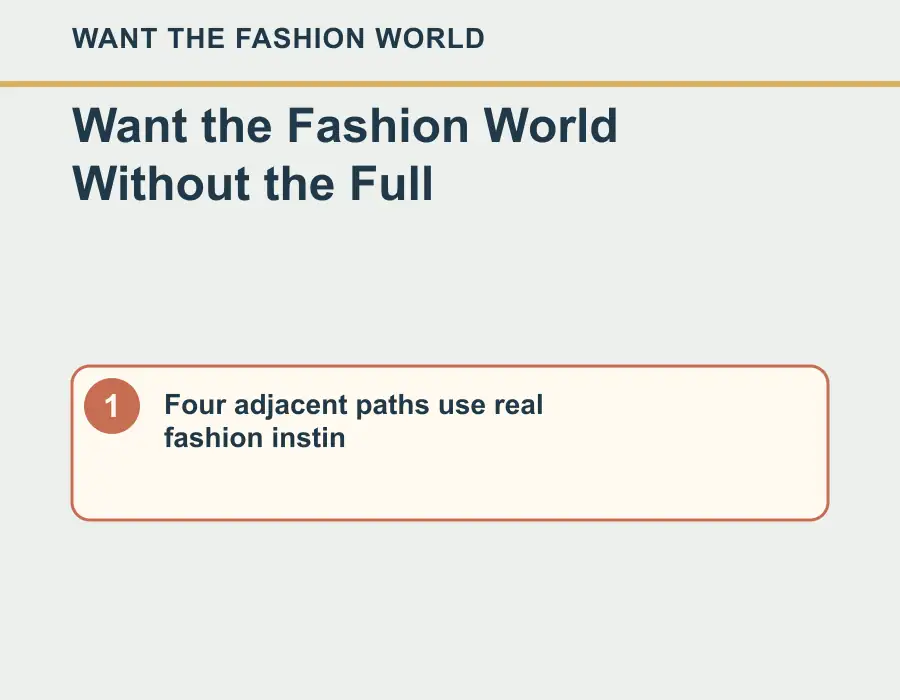 WANT THE FASHION WORLD
Want the Fashion World
Without the Full
1
Four adjacent paths use real
fashion instin